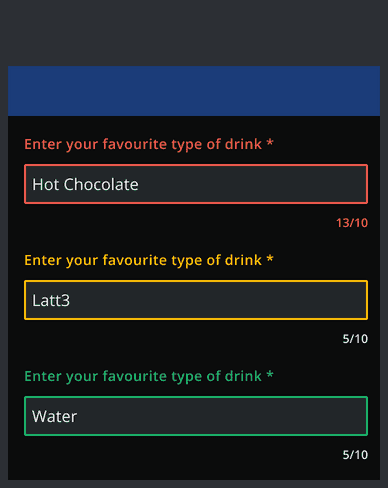 Enter your favourite type of drink *
Hot Chocolate
13/10
Enter your favourite type of drink *
Latt3
5/10
Enter your favourite type of drink *
Water
5/10